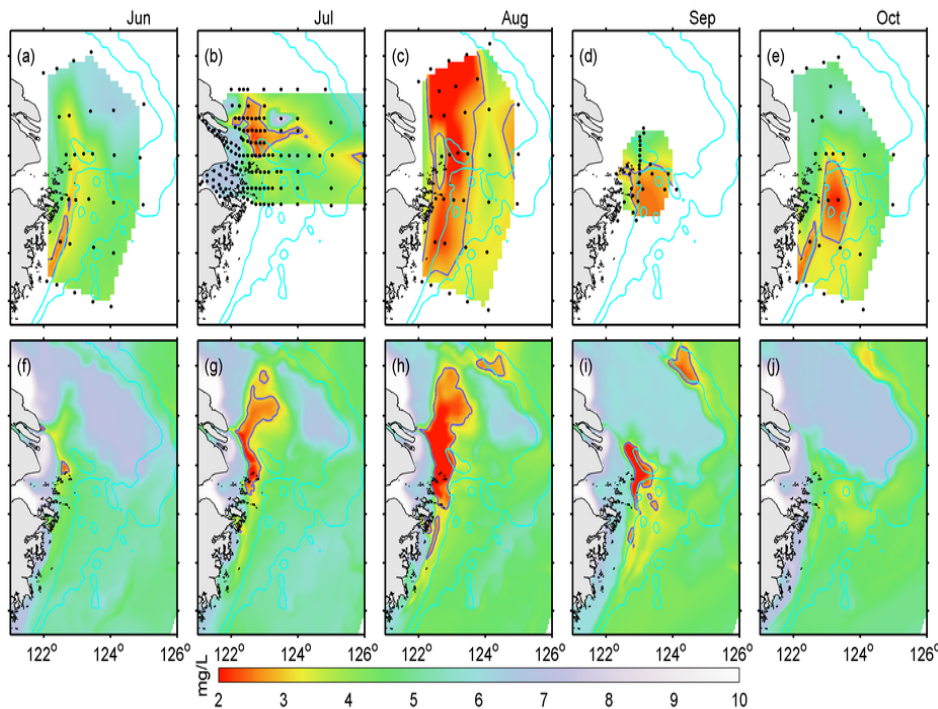 Jun Jul Aug Sep Oct
(a) (b) (c) (d) (e)
(f) (g) (h) (i) (j)
122° 124° 126° 122° 124° 126° 122° 124° 126° 122° 124° 126° 122° 124° 126°
mg/L
2 3 4 5 6 7 8 9 10